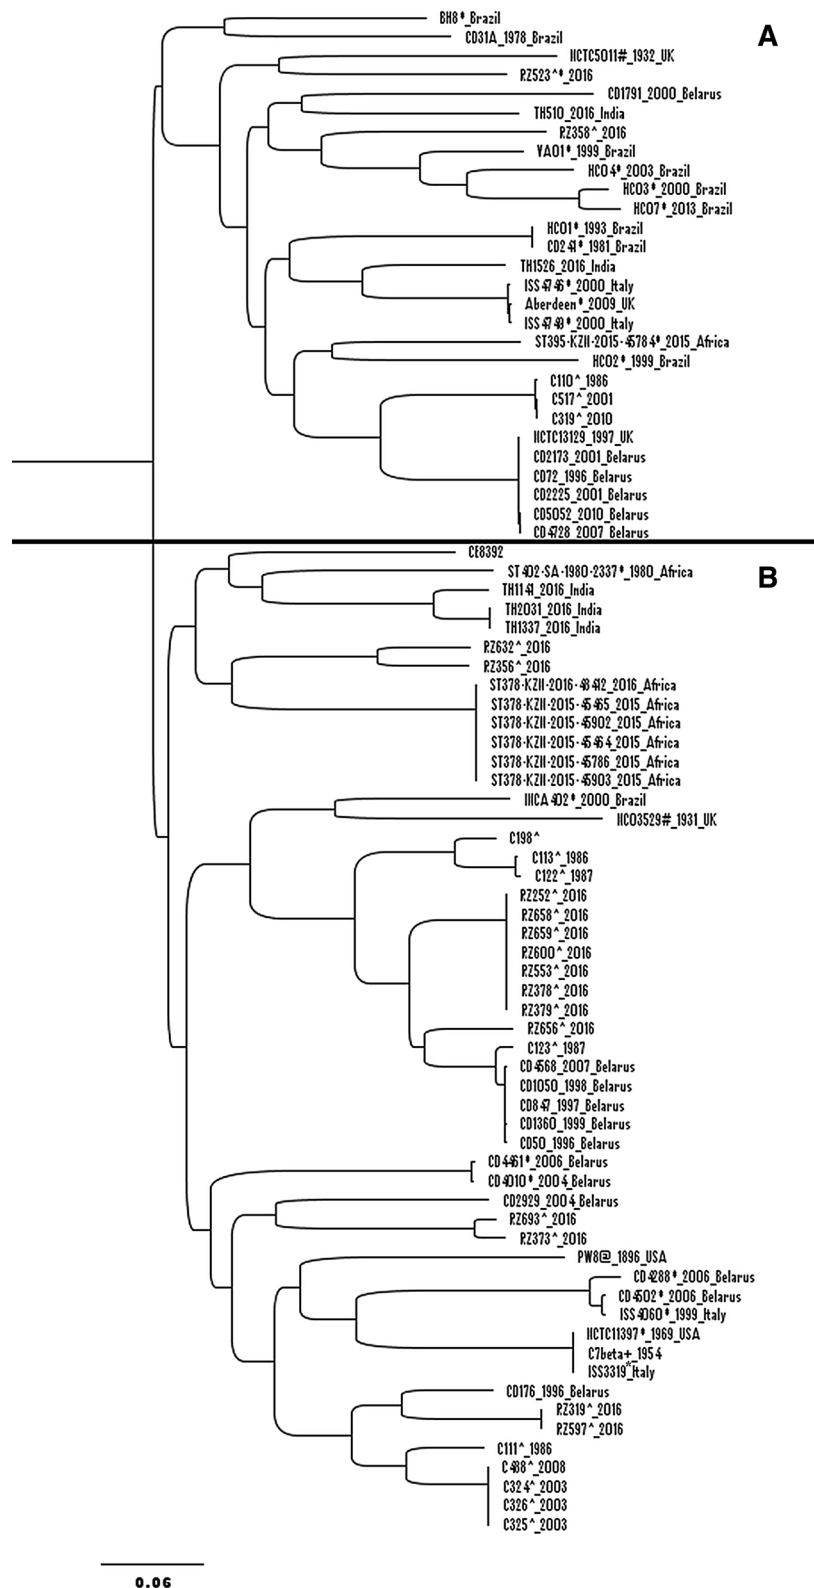 BH8*_Brazil
A
CD31A_1978_Brazil
NCTC5011#_1932_UK
RZ523^*_2016
CD1791_2000_Belarus
TH510_2016_India
RZ358^_2016
VA01*_1999_Brazil
HC04*_2003_Brazil
HC03*_2000_Brazil
HC07*_2013_Brazil
HC01*_1993_Brazil
CD241*_1981_Brazil
TH1526_2016_India
ISS4746*_2000_Italy
Aberdeen*_2009_UK
ISS4749*_2000_Italy
ST395-KZN-2015-45784*_2015_Africa
HC02*_1999_Brazil
C110^_1986
C517^_2001
C319^_2010
NCTC13129_1997_UK
CD2173_2001_Belarus
CD72_1996_Belarus
CD2225_2001_Belarus
CD5052_2010_Belarus
CD4728_2007_Belarus
CE8392
B
ST402-SA-1980-2337*_1980_Africa
TH1141_2016_India
TH2031_2016_India
TH1337_2016_India
RZ632^_2016
RZ356^_2016
ST378-KZN-2016-48412_2016_Africa
ST378-KZN-2015-45465_2015_Africa
ST378-KZN-2015-45902_2015_Africa
ST378-KZN-2015-45464_2015_Africa
ST378-KZN-2015-45786_2015_Africa
ST378-KZN-2015-45903_2015_Africa
INCA402*_2000_Brazil
NC03529#_1931_UK
C198^
C113^_1986
C122^_1987
RZ252^_2016
RZ658^_2016
RZ659^_2016
RZ600^_2016
RZ553^_2016
RZ378^_2016
RZ379^_2016
RZ656^_2016
C123^_1987
CD4568_2007_Belarus
CD1050_1998_Belarus
CD847_1997_Belarus
CD1360_1999_Belarus
CD50_1996_Belarus
CD4461*_2006_Belarus
CD4010*_2004_Belarus
CD2929_2004_Belarus
RZ693^_2016
RZ373^_2016
PW8@_1896_USA
CD4288*_2006_Belarus
CD4502*_2006_Belarus
ISS4060*_1999_Italy
NCTC11397*_1969_USA
C7beta+_1954
ISS3319*_Italy
CD176_1996_Belarus
RZ319^_2016
RZ597^_2016
C111^_1986
C488^_2008
C324^_2003
C326^_2003
C325^_2003
0.06